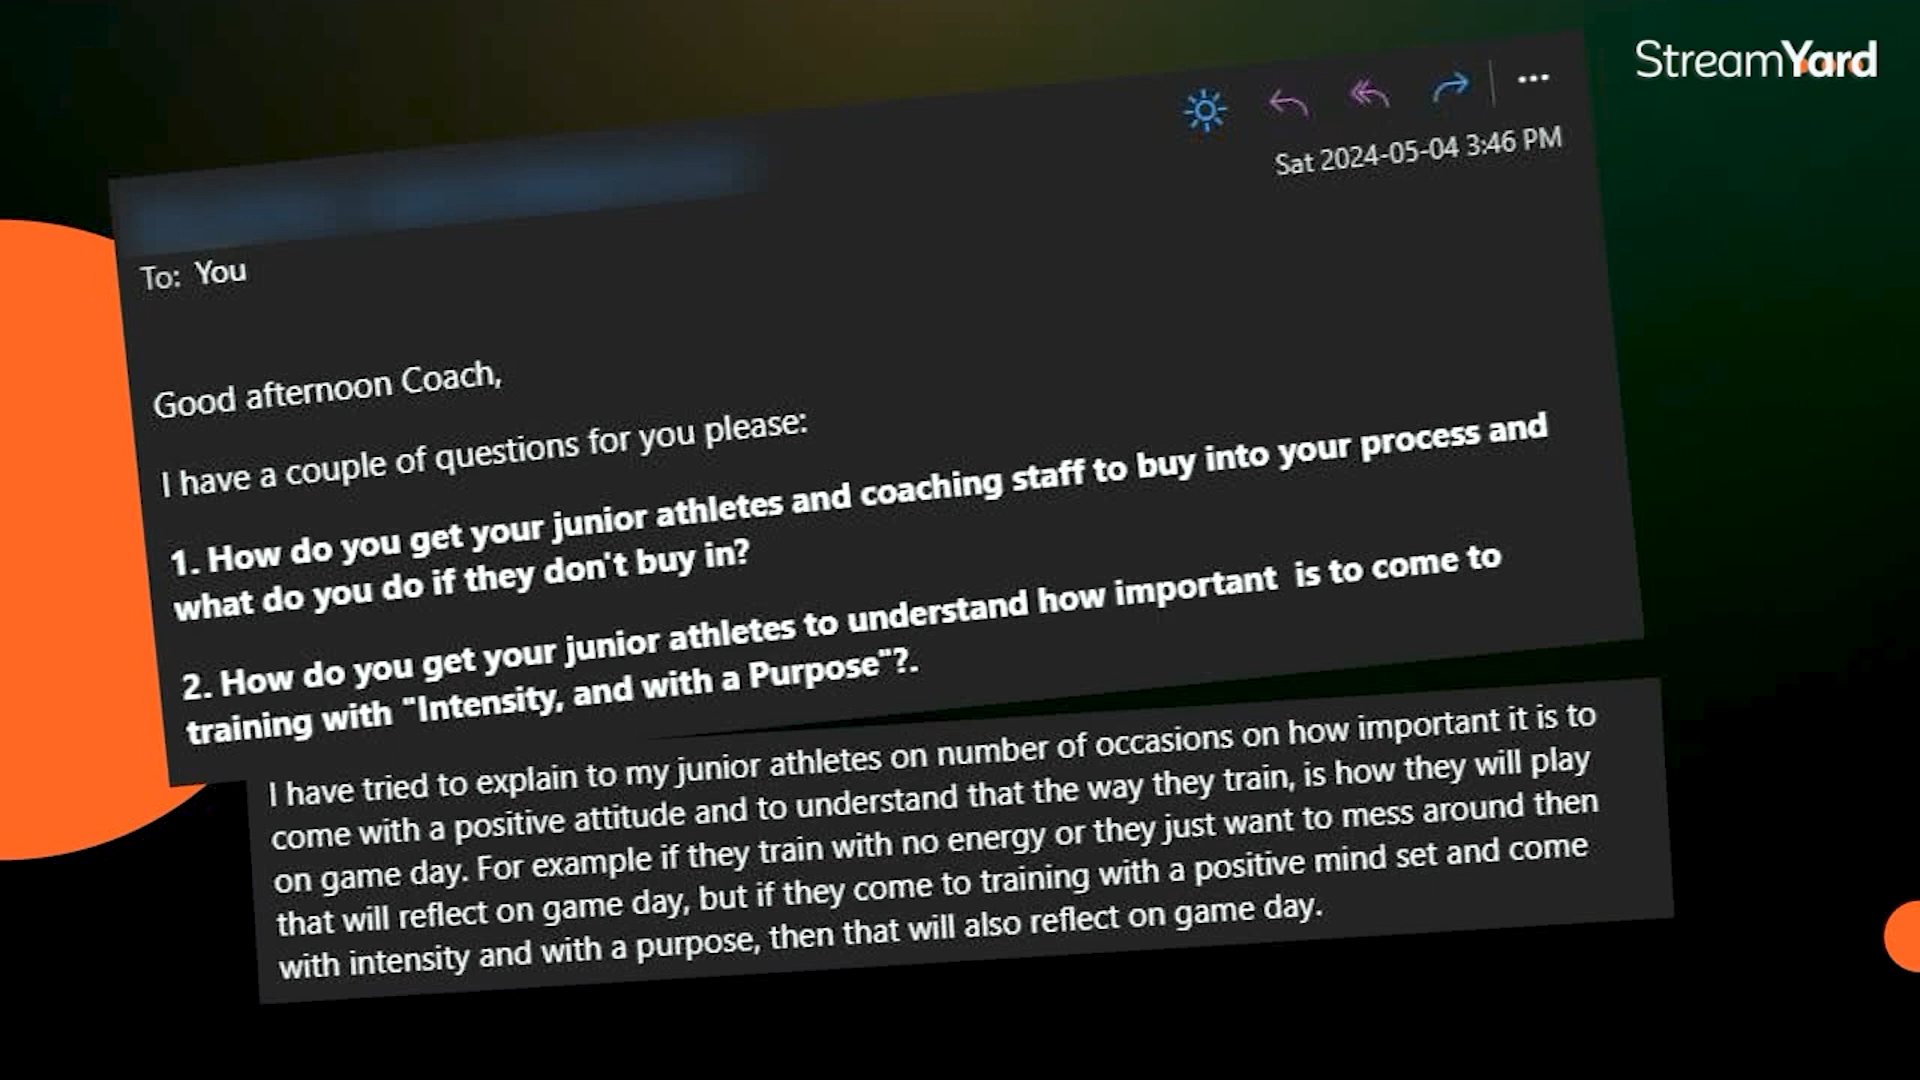 StreamYard
Sat 2024-05-04 3:46 PM
To: You
Good afternoon Coach,
I have a couple of questions for you please:
1. How do you get your junior athletes and coaching staff to buy into your process and
what do you do if they don't buy in?
2. How do you get your junior athletes to understand how important  is to come to
training with "Intensity, and with a Purpose"?.
I have tried to explain to my junior athletes on number of occasions on how important it is to
come with a positive attitude and to understand that the way they train, is how they will play
on game day. For example if they train with no energy or they just want to mess around then
that will reflect on game day, but if they come to training with a positive mind set and come
with intensity and with a purpose, then that will also reflect on game day.